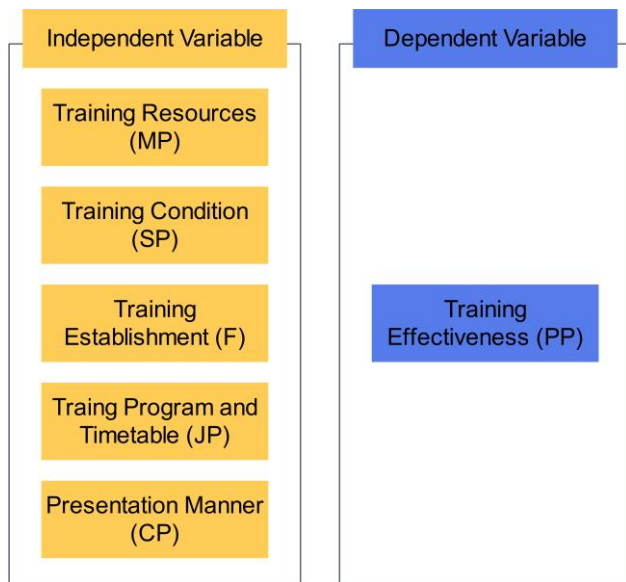 Independent Variable
Training Resources
(MP)
Training Condition
(SP)
Training
Establishment (F)
Traing Program and
Timetable (JP)
Presentation Manner
(CP)
Dependent Variable
Training
Effectiveness (PP)